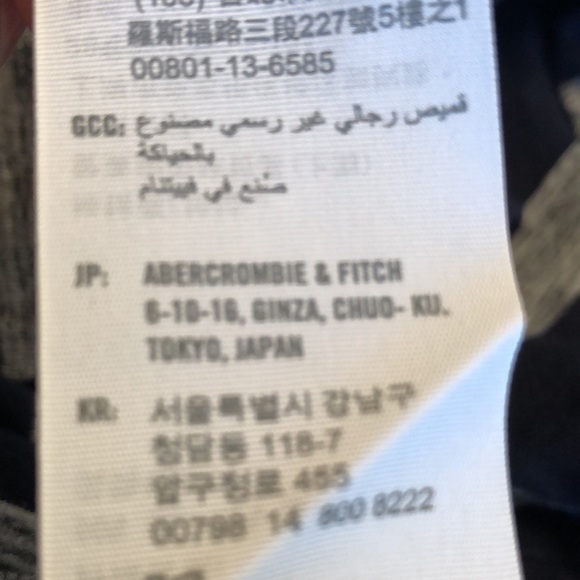 羅斯福路三段227號5樓之1
00801-13-6585
GCC: قميص رجالي غير رسمي مصنوع
بالحياكة
صُنع في فييتنام
JP: ABERCROMBIE & FITCH
6-10-16, GINZA, CHUO- KU.
TOKYO, JAPAN
KR: 서울특별시 강남구
청담동 118-7
압구정로 455
00798 14 800 8222